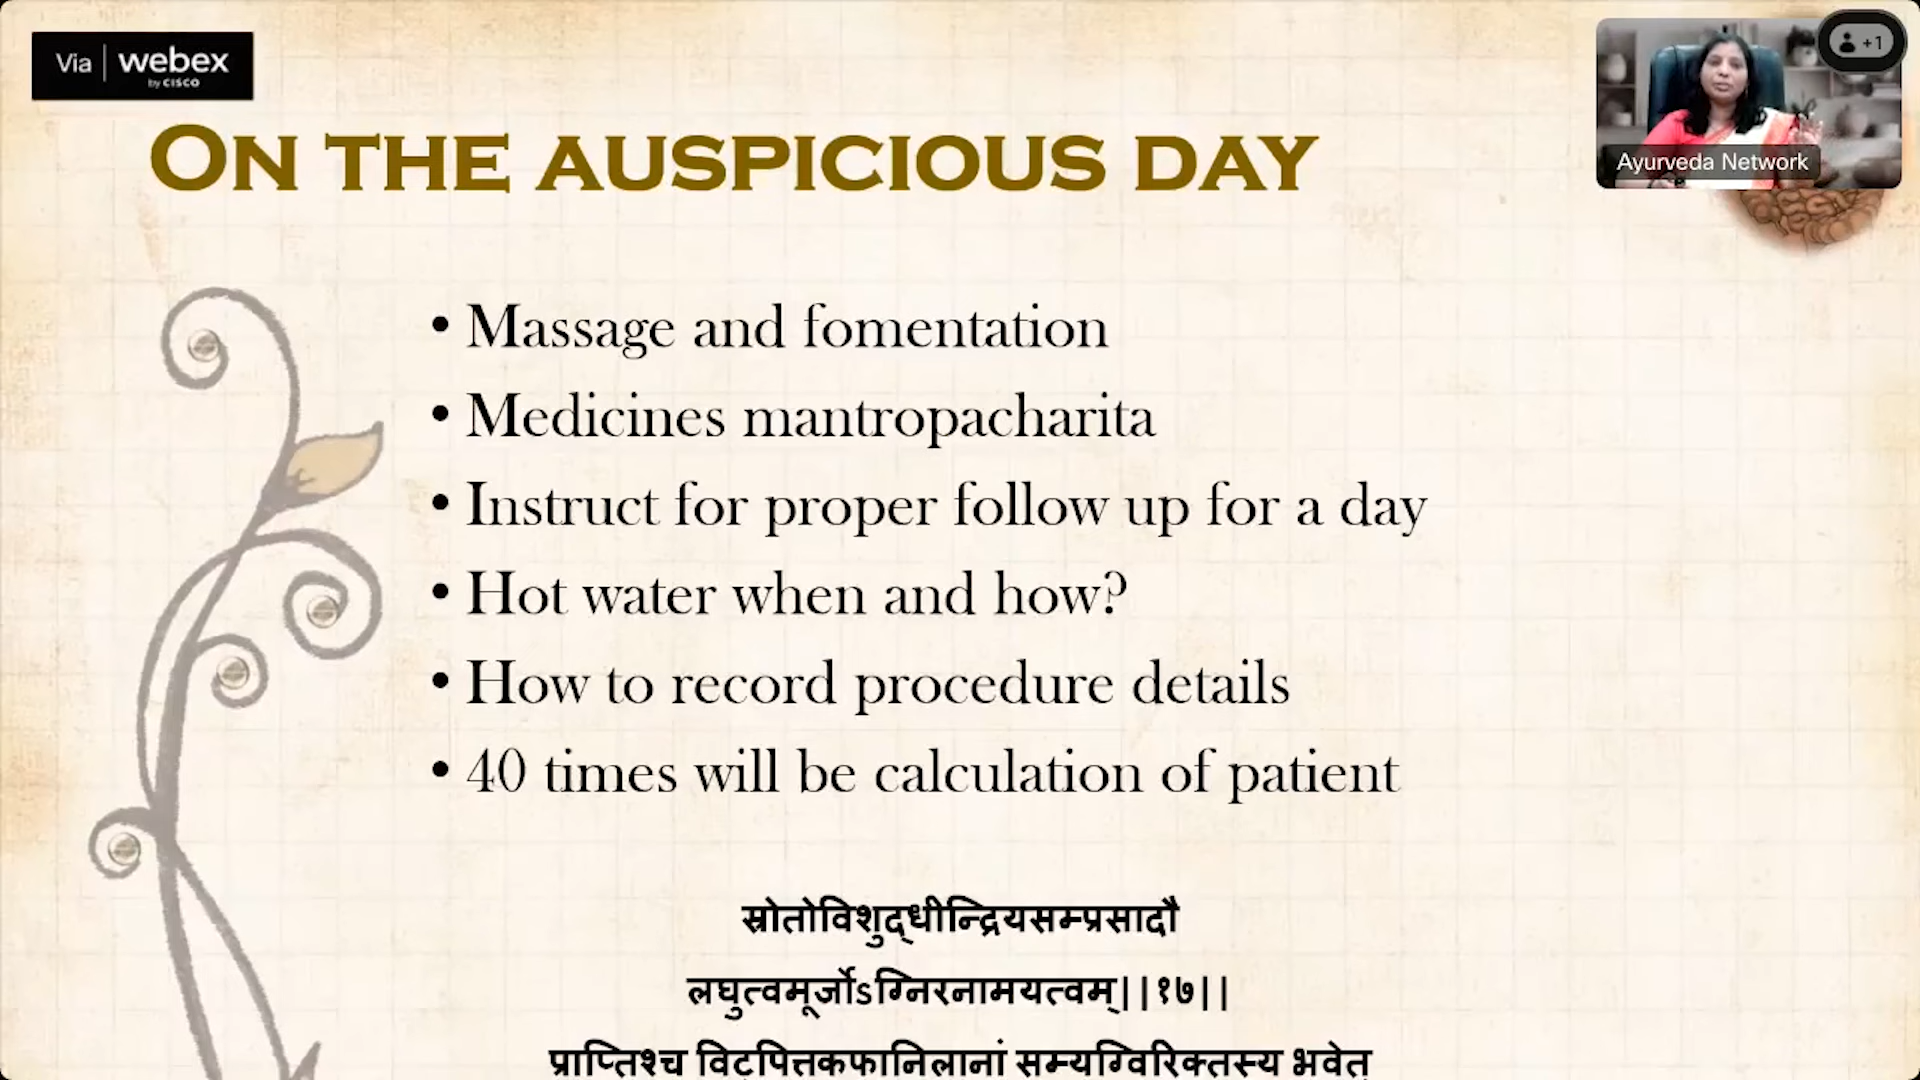 Via | webex
by CISCO
+1
Ayurveda Network
ON THE AUSPICIOUS DAY
• Massage and fomentation
• Medicines mantropacharita
• Instruct for proper follow up for a day
• Hot water when and how?
• How to record procedure details
• 40 times will be calculation of patient
स्रोतोविशुद्धीन्द्रियसम्प्रसादौ
लघुत्वमूर्जोऽग्निरनामयत्वम्||१७||
प्राप्तिश्च विट्पित्तकफानिलानां सम्यग्विरिक्तस्य भवेत्